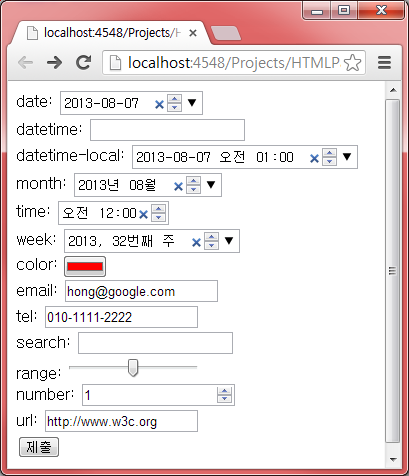 localhost:4548/Projects/H
localhost:4548/Projects/HTMLP
date: 2013-08-07
datetime:
datetime-local: 2013-08-07 오전 01:00
month: 2013년 08월
time: 오전 12:00
week: 2013, 32번째 주
color:
email: hong@google.com
tel: 010-1111-2222
search:
range:
number: 1
url: http://www.w3c.org
제출